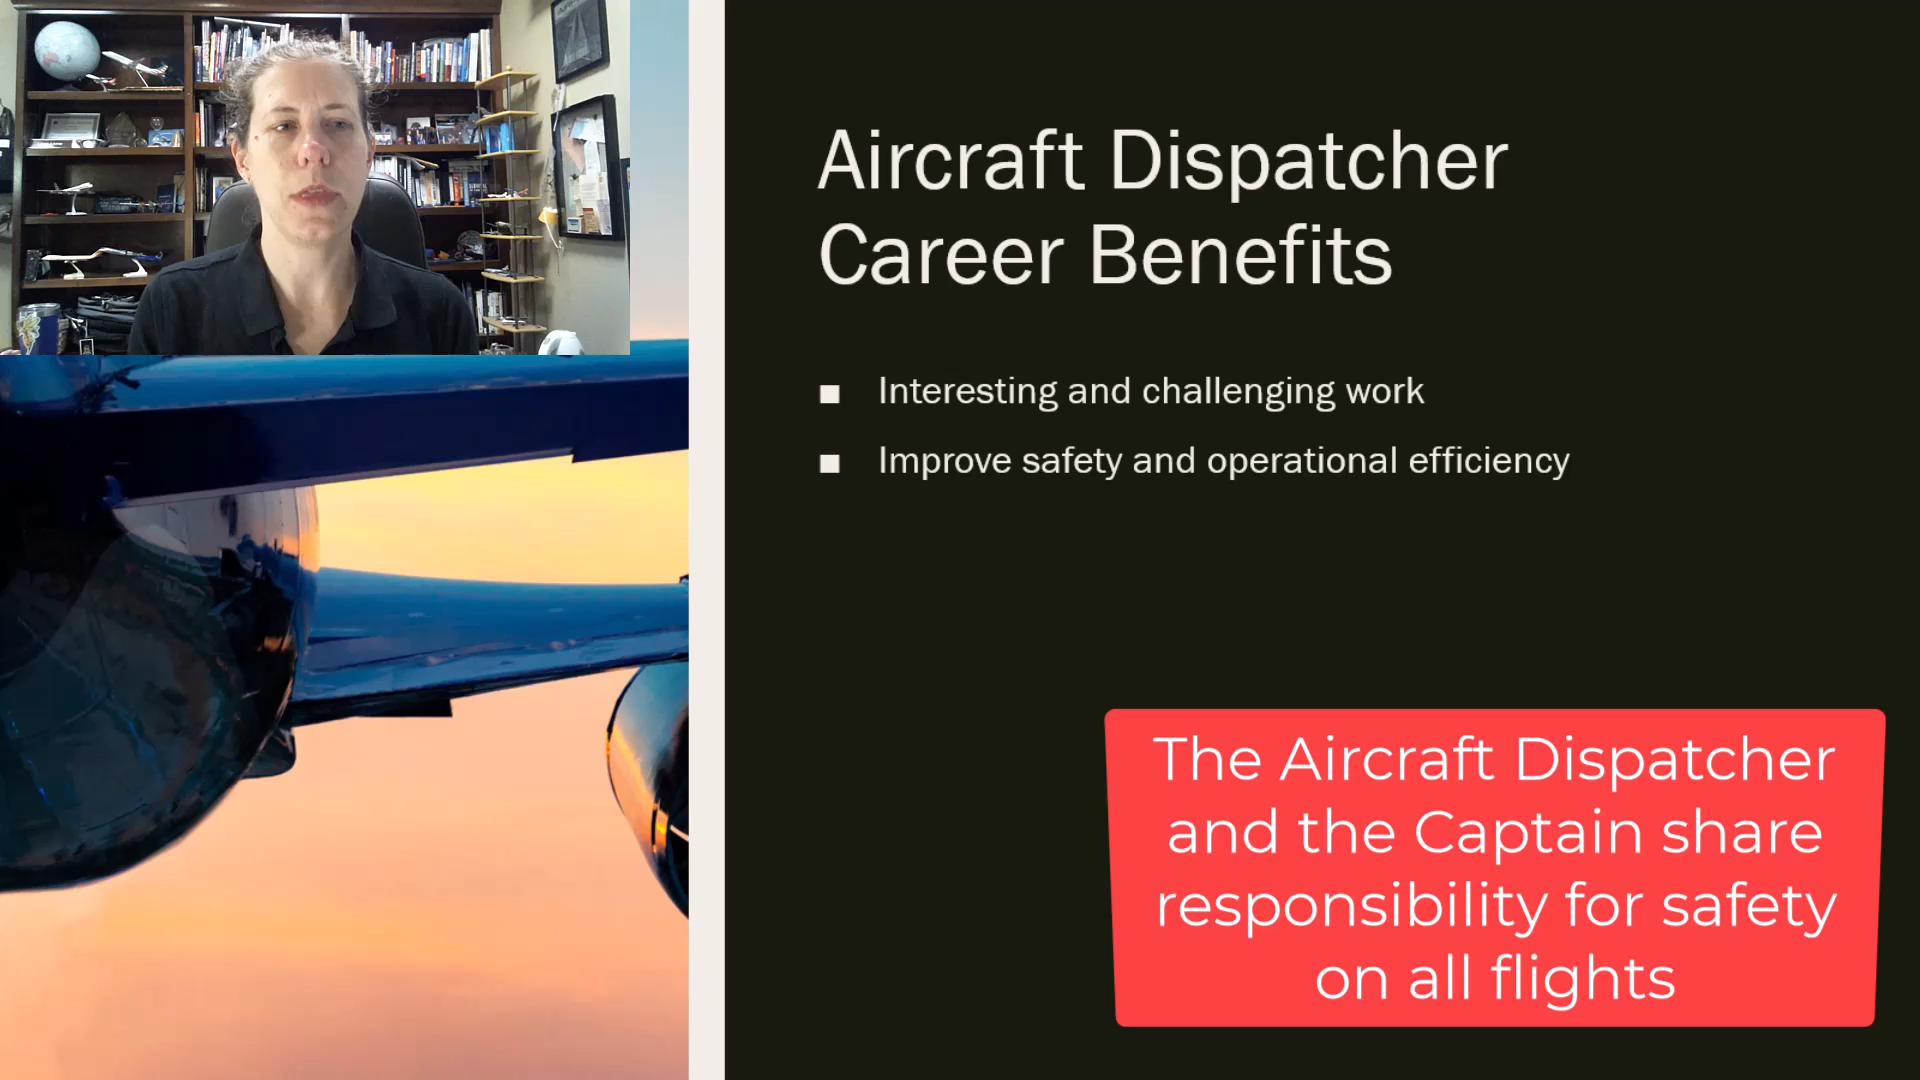 Aircraft Dispatcher
Career Benefits
■ Interesting and challenging work
■ Improve safety and operational efficiency
The Aircraft Dispatcher
and the Captain share
responsibility for safety
on all flights